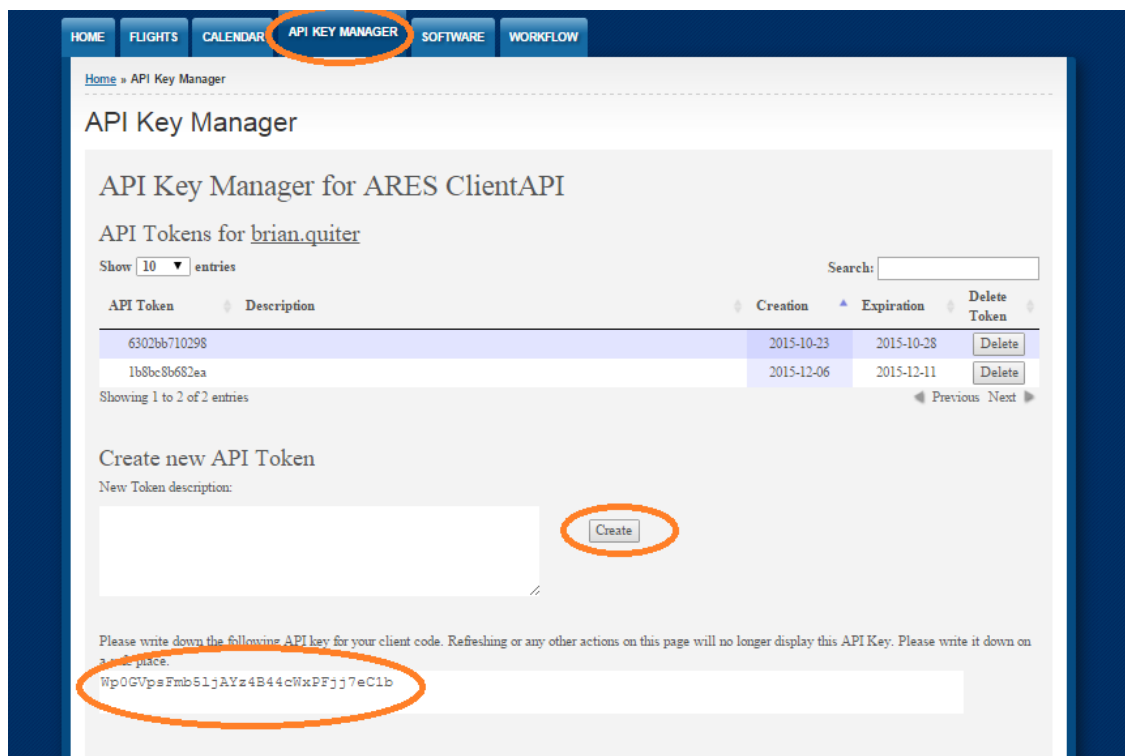 HOME FLIGHTS CALENDAR API KEY MANAGER SOFTWARE WORKFLOW
Home » API Key Manager
API Key Manager
API Key Manager for ARES ClientAPI
API Tokens for brian.quiter
Show 10 ▼ entries Search:
API Token Description Creation Expiration Delete Token
6302bb710298 2015-10-23 2015-10-28 Delete
1b8bc8b682ea 2015-12-06 2015-12-11 Delete
Showing 1 to 2 of 2 entries Previous Next
Create new API Token
New Token description:
Create
Please write down the following API key for your client code. Refreshing or any other actions on this page will no longer display this API Key. Please write it down on
a safe place.
Wp0GVpsFmb5ljAYz4B44cWxPFjj7eC1b